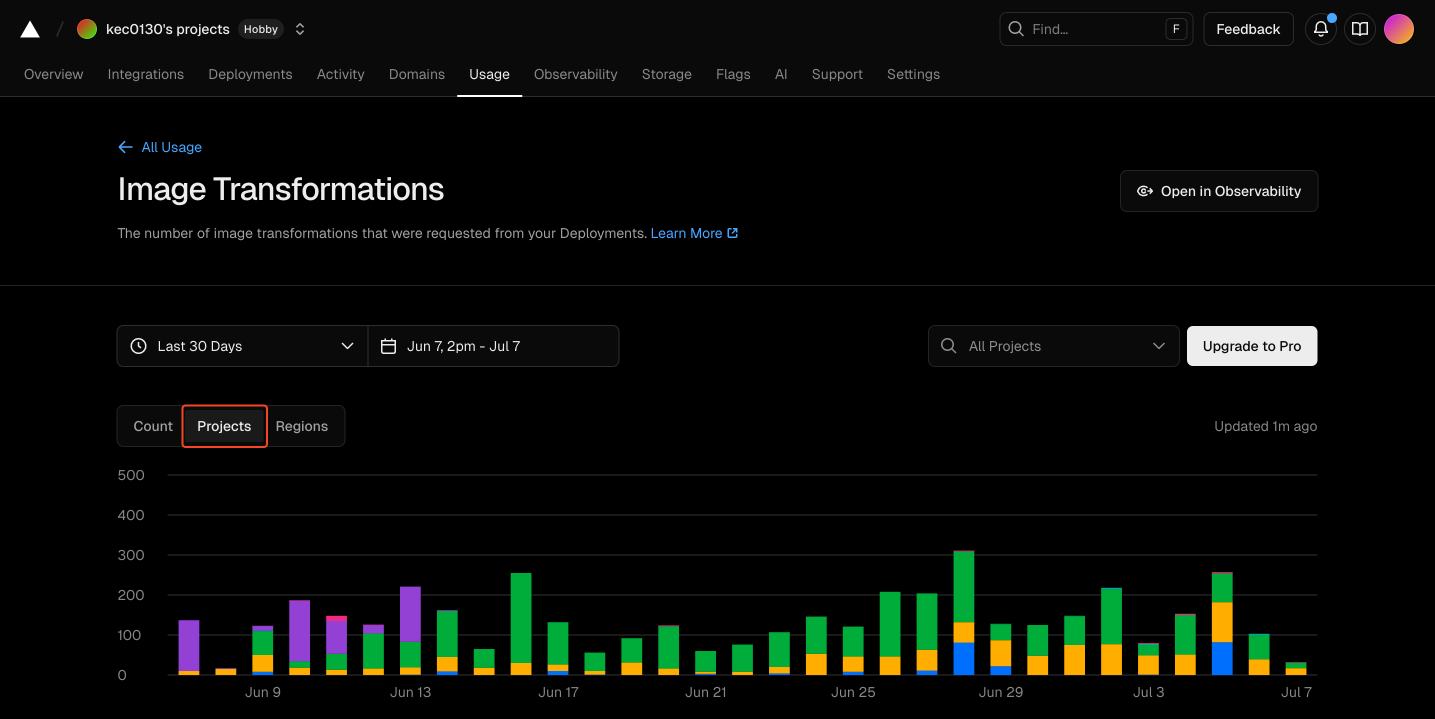 kec0130's projects Hobby Find... F Feedback
Overview Integrations Deployments Activity Domains Usage Observability Storage Flags AI Support Settings
All Usage
Image Transformations
Open in Observability
The number of image transformations that were requested from your Deployments. Learn More
Last 30 Days Jun 7, 2pm - Jul 7 All Projects Upgrade to Pro
Count Projects Regions Updated 1m ago
500
400
300
200
100
0
Jun 9 Jun 13 Jun 17 Jun 21 Jun 25 Jun 29 Jul 3 Jul 7